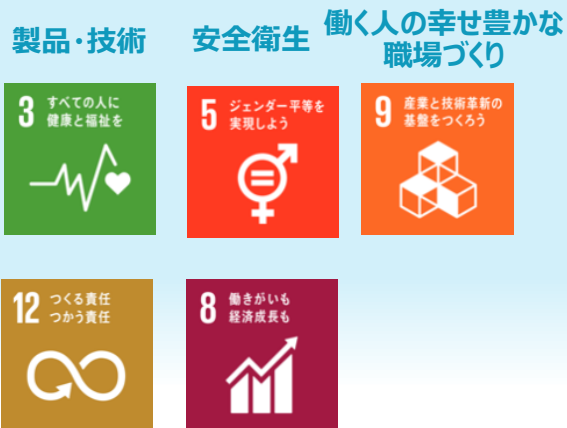 製品・技術
安全衛生
働く人の幸せ豊かな
職場づくり
3 すべての人に
健康と福祉を
5 ジェンダー平等を
実現しよう
9 産業と技術革新の
基盤をつくろう
12 つくる責任
つかう責任
8 働きがいも
経済成長も